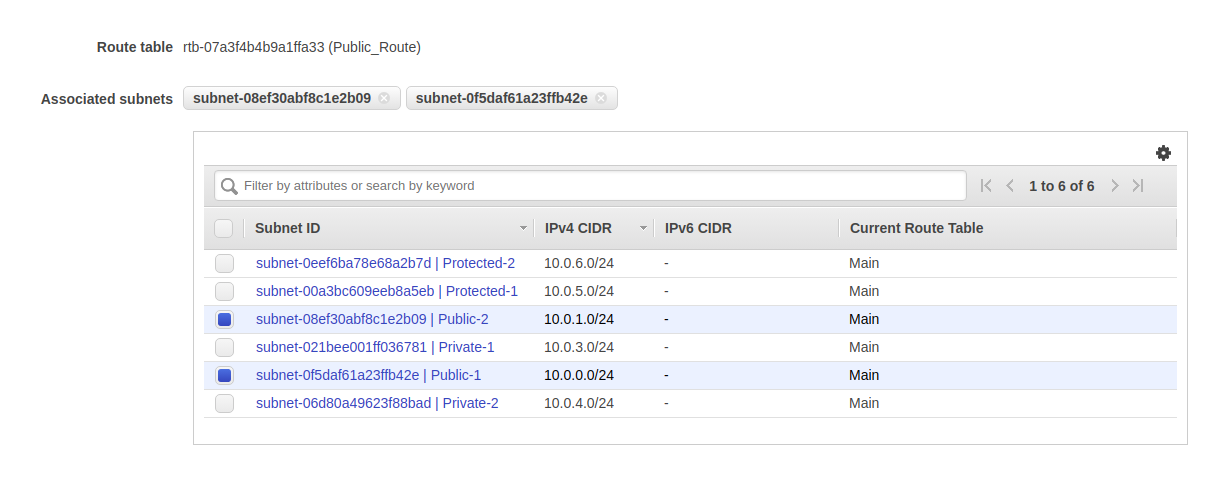 Route table rtb-07a3f4b4b9a1ffa33 (Public_Route)
Associated subnets subnet-08ef30abf8c1e2b09 subnet-0f5daf61a23ffb42e
Filter by attributes or search by keyword 1 to 6 of 6
Subnet ID IPv4 CIDR IPv6 CIDR Current Route Table
subnet-0eef6ba78e68a2b7d | Protected-2 10.0.6.0/24 - Main
subnet-00a3bc609eeb8a5eb | Protected-1 10.0.5.0/24 - Main
subnet-08ef30abf8c1e2b09 | Public-2 10.0.1.0/24 - Main
subnet-021bee001ff036781 | Private-1 10.0.3.0/24 - Main
subnet-0f5daf61a23ffb42e | Public-1 10.0.0.0/24 - Main
subnet-06d80a49623f88bad | Private-2 10.0.4.0/24 - Main